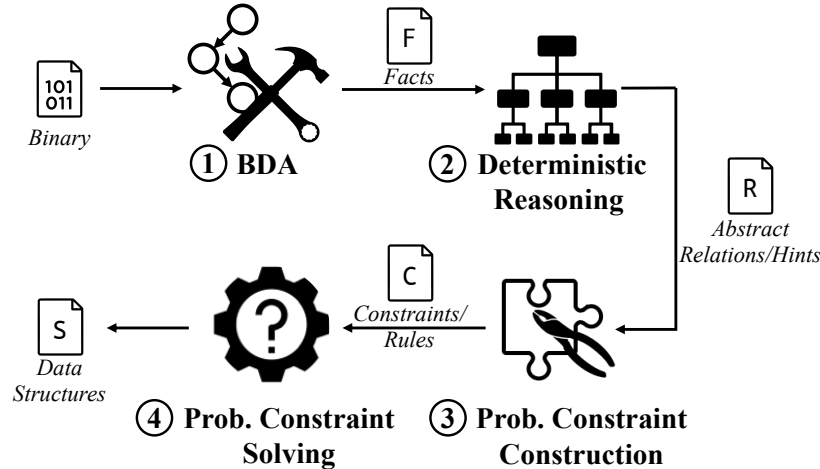 101
011
Binary
① BDA
F
Facts
② Deterministic
Reasoning
R
Abstract
Relations/Hints
③ Prob. Constraint
Construction
C
Constraints/
Rules
④ Prob. Constraint
Solving
S
Data
Structures